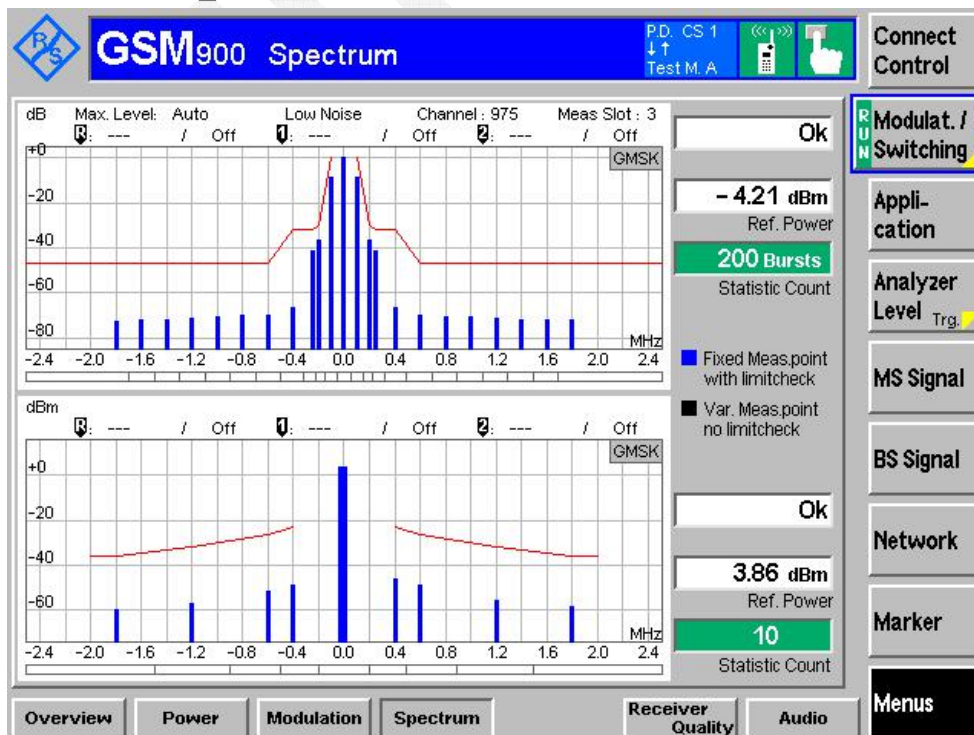 R/S
GSM900 Spectrum
P.D. CS 1
Test M. A
Connect Control
dB Max. Level: Auto Low Noise Channel : 975 Meas Slot : 3
R: --- / Off 1: --- / Off 2: --- / Off
GMSK
+0
-20
-40
-60
-80
MHz
-2.4 -2.0 -1.6 -1.2 -0.8 -0.4 0.0 0.4 0.8 1.2 1.6 2.0 2.4
Ok
- 4.21 dBm
Ref. Power
200 Bursts
Statistic Count
Fixed Meas.point
with limitcheck
Var. Meas.point
no limitcheck
dBm
R: --- / Off 1: --- / Off 2: --- / Off
GMSK
+0
-20
-40
-60
MHz
-2.4 -2.0 -1.6 -1.2 -0.8 -0.4 0.0 0.4 0.8 1.2 1.6 2.0 2.4
Ok
3.86 dBm
Ref. Power
10
Statistic Count
RUN
Modulat. /
Switching
Appli-
cation
Analyzer
Level Trg.
MS Signal
BS Signal
Network
Marker
Menus
Overview Power Modulation Spectrum Receiver Quality Audio